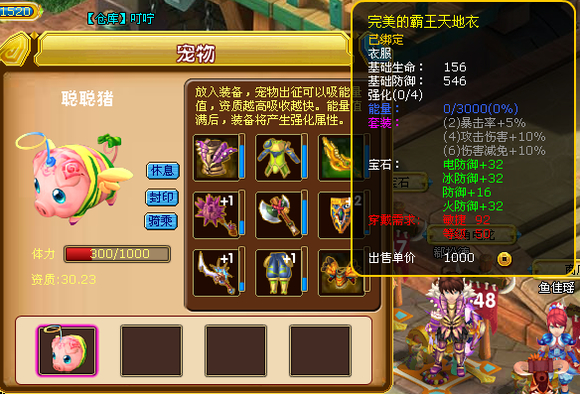 1520
【仓库】叮咛
宠物
聪聪猪
放入装备，宠物出征可以吸能量
值，资质越高吸收越快。能量值
满后，装备将产生强化属性。
休息
封印
骑乘
体力
300/1000
资质:30.23
+1
2
+1
+1
完美的霸王天地衣
已绑定
衣服
基础生命： 156
基础防御： 546
强化(0/4)
能量： 0/3000(0%)
套装： (2)暴击率+5%
(4)攻击伤害+10%
(6)伤害减免+10%
宝石： 电防御+32
冰防御+32
防御+16
火防御+32
穿戴需求：
出售单价 1000
48
鱼佳瑶